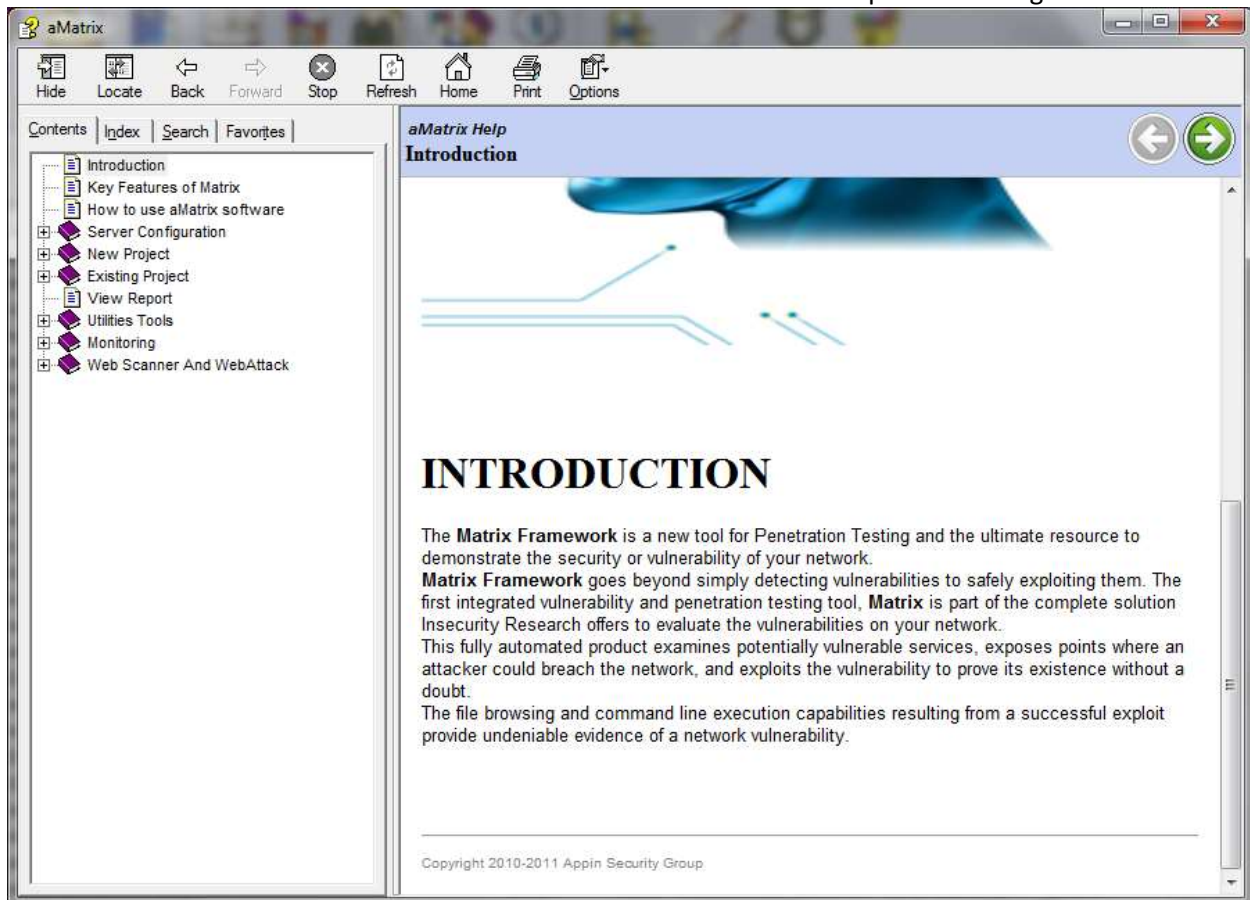 aMatrix
Hide Locate Back Forward Stop Refresh Home Print Options
Contents Index Search Favorites
Introduction
Key Features of Matrix
How to use aMatrix software
Server Configuration
New Project
Existing Project
View Report
Utilities Tools
Monitoring
Web Scanner And WebAttack
aMatrix Help
Introduction
INTRODUCTION
The Matrix Framework is a new tool for Penetration Testing and the ultimate resource to
demonstrate the security or vulnerability of your network.
Matrix Framework goes beyond simply detecting vulnerabilities to safely exploiting them. The
first integrated vulnerability and penetration testing tool, Matrix is part of the complete solution
Insecurity Research offers to evaluate the vulnerabilities on your network.
This fully automated product examines potentially vulnerable services, exposes points where an
attacker could breach the network, and exploits the vulnerability to prove its existence without a
doubt.
The file browsing and command line execution capabilities resulting from a successful exploit
provide undeniable evidence of a network vulnerability.
Copyright 2010-2011 Appin Security Group